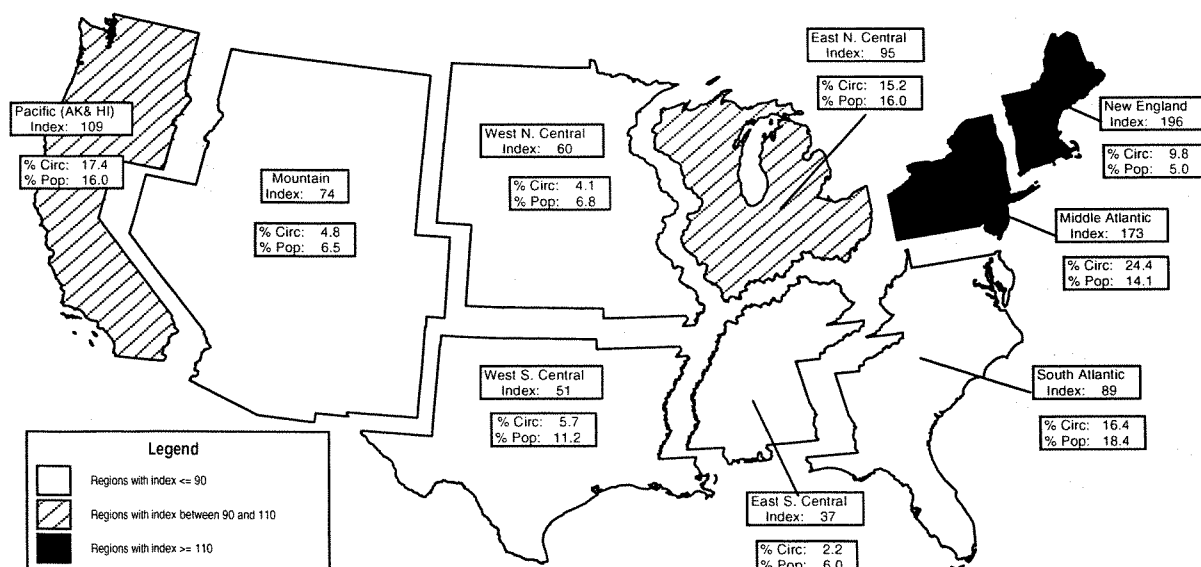 East N. Central
Index: 95
% Circ: 15.2
% Pop: 16.0
New England
Index: 196
% Circ: 9.8
% Pop: 5.0
Pacific (AK& HI)
Index: 109
% Circ: 17.4
% Pop: 16.0
West N. Central
Index: 60
% Circ: 4.1
% Pop: 6.8
Mountain
Index: 74
% Circ: 4.8
% Pop: 6.5
Middle Atlantic
Index: 173
% Circ: 24.4
% Pop: 14.1
West S. Central
Index: 51
% Circ: 5.7
% Pop: 11.2
South Atlantic
Index: 89
% Circ: 16.4
% Pop: 18.4
East S. Central
Index: 37
% Circ: 2.2
% Pop: 6.0
Legend
Regions with index <= 90
Regions with index between 90 and 110
Regions with index >= 110